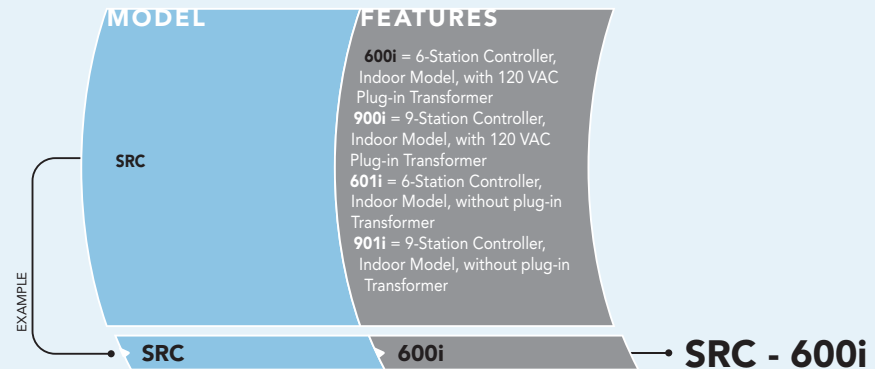 MODEL
FEATURES
SRC
600i = 6-Station Controller,
Indoor Model, with 120 VAC
Plug-in Transformer
900i = 9-Station Controller,
Indoor Model, with 120 VAC
Plug-in Transformer
601i = 6-Station Controller,
Indoor Model, without plug-in
Transformer
901i = 9-Station Controller,
Indoor Model, without plug-in
Transformer
EXAMPLE
SRC
600i
SRC - 600i